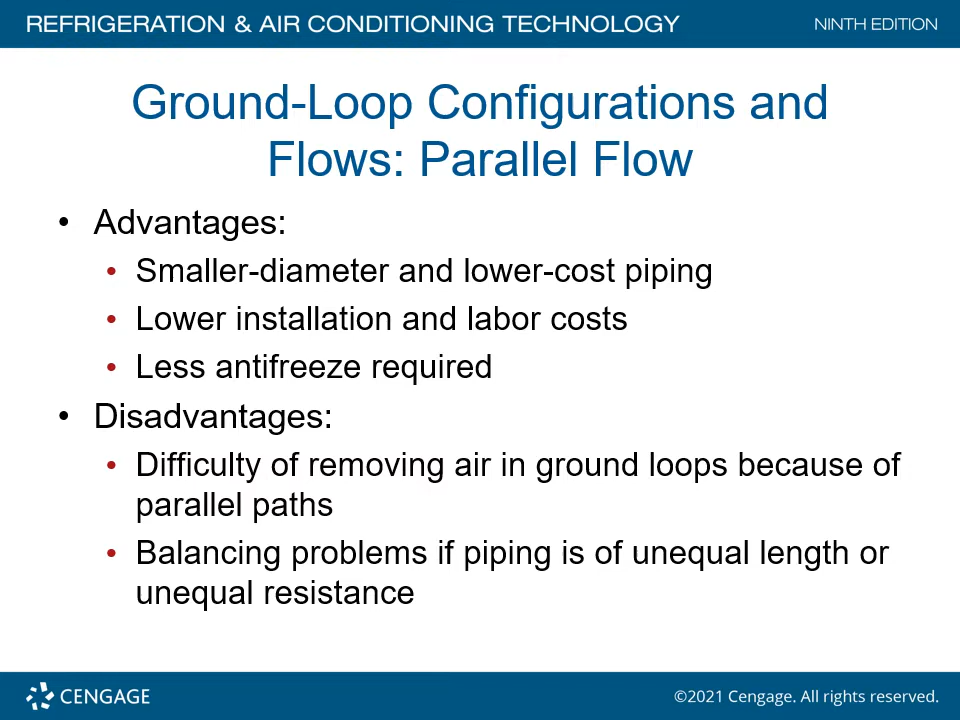 REFRIGERATION & AIR CONDITIONING TECHNOLOGY NINTH EDITION
Ground-Loop Configurations and
Flows: Parallel Flow
• Advantages:
• Smaller-diameter and lower-cost piping
• Lower installation and labor costs
• Less antifreeze required
• Disadvantages:
• Difficulty of removing air in ground loops because of
parallel paths
• Balancing problems if piping is of unequal length or
unequal resistance
CENGAGE ©2021 Cengage. All rights reserved.